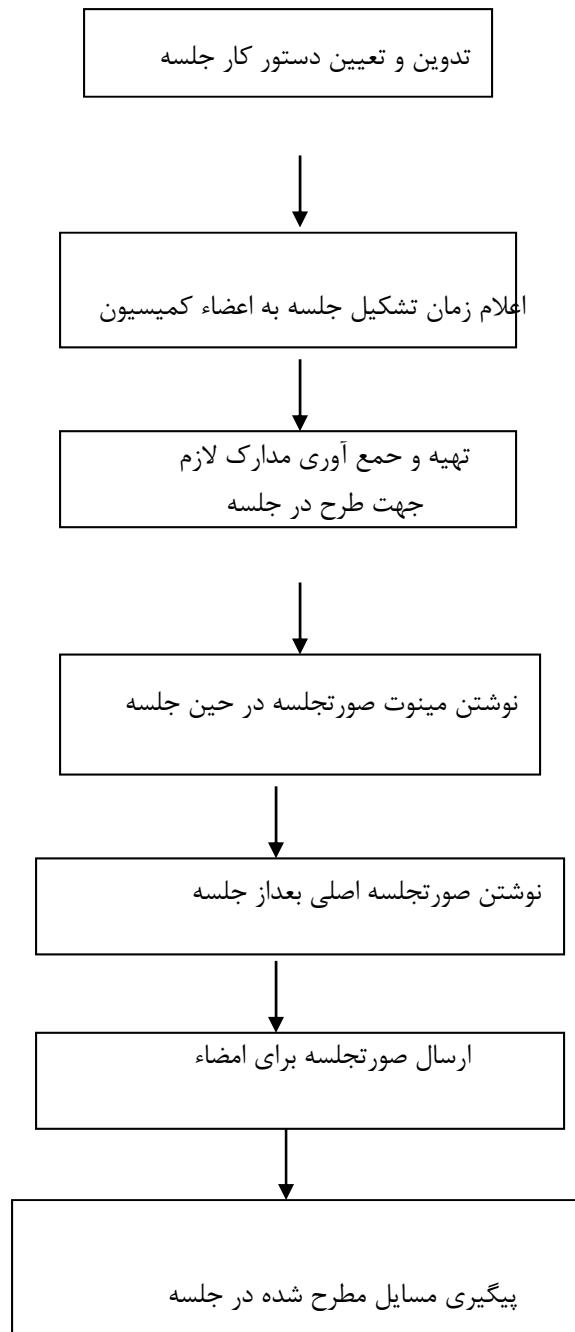 تدوین و تعیین دستور کار جلسه
اعلام زمان تشکیل جلسه به اعضاء کمیسیون
تهیه و حمع آوری مدارک لازم
جهت طرح در جلسه
نوشتن مینوت صورتجلسه در حین جلسه
نوشتن صورتجلسه اصلی بعداز جلسه
ارسال صورتجلسه برای امضاء
پیگیری مسایل مطرح شده در جلسه